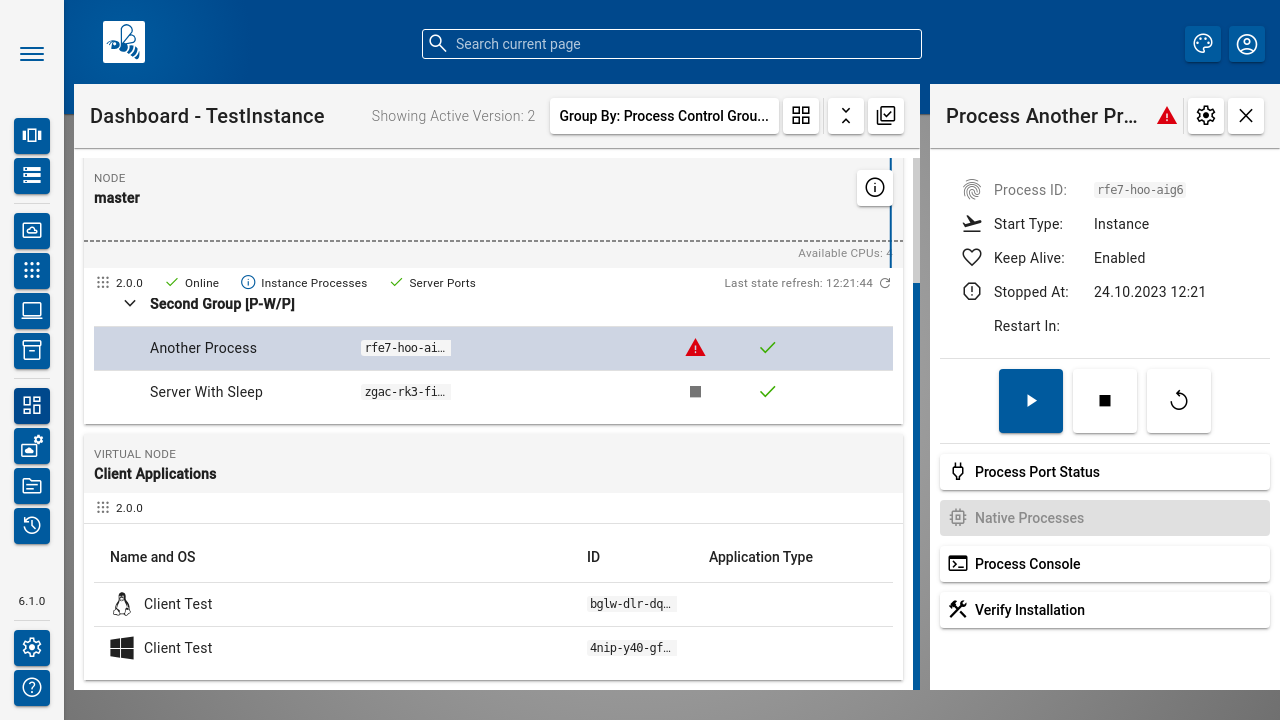 Search current page
Dashboard - TestInstance
Showing Active Version: 2
Group By: Process Control Grou...
NODE
master
Available CPUs: 4
2.0.0
Online
Instance Processes
Server Ports
Last state refresh: 12:21:44
Second Group [P-W/P]
Another Process
rfe7-hoo-ai…
Server With Sleep
zgac-rk3-fi…
VIRTUAL NODE
Client Applications
2.0.0
Name and OS
ID
Application Type
Client Test
bglw-dlr-dq…
Client Test
4nip-y40-gf…
6.1.0
Process Another Pr...
Process ID:
rfe7-hoo-aig6
Start Type:
Instance
Keep Alive:
Enabled
Stopped At:
24.10.2023 12:21
Restart In:
Process Port Status
Native Processes
Process Console
Verify Installation